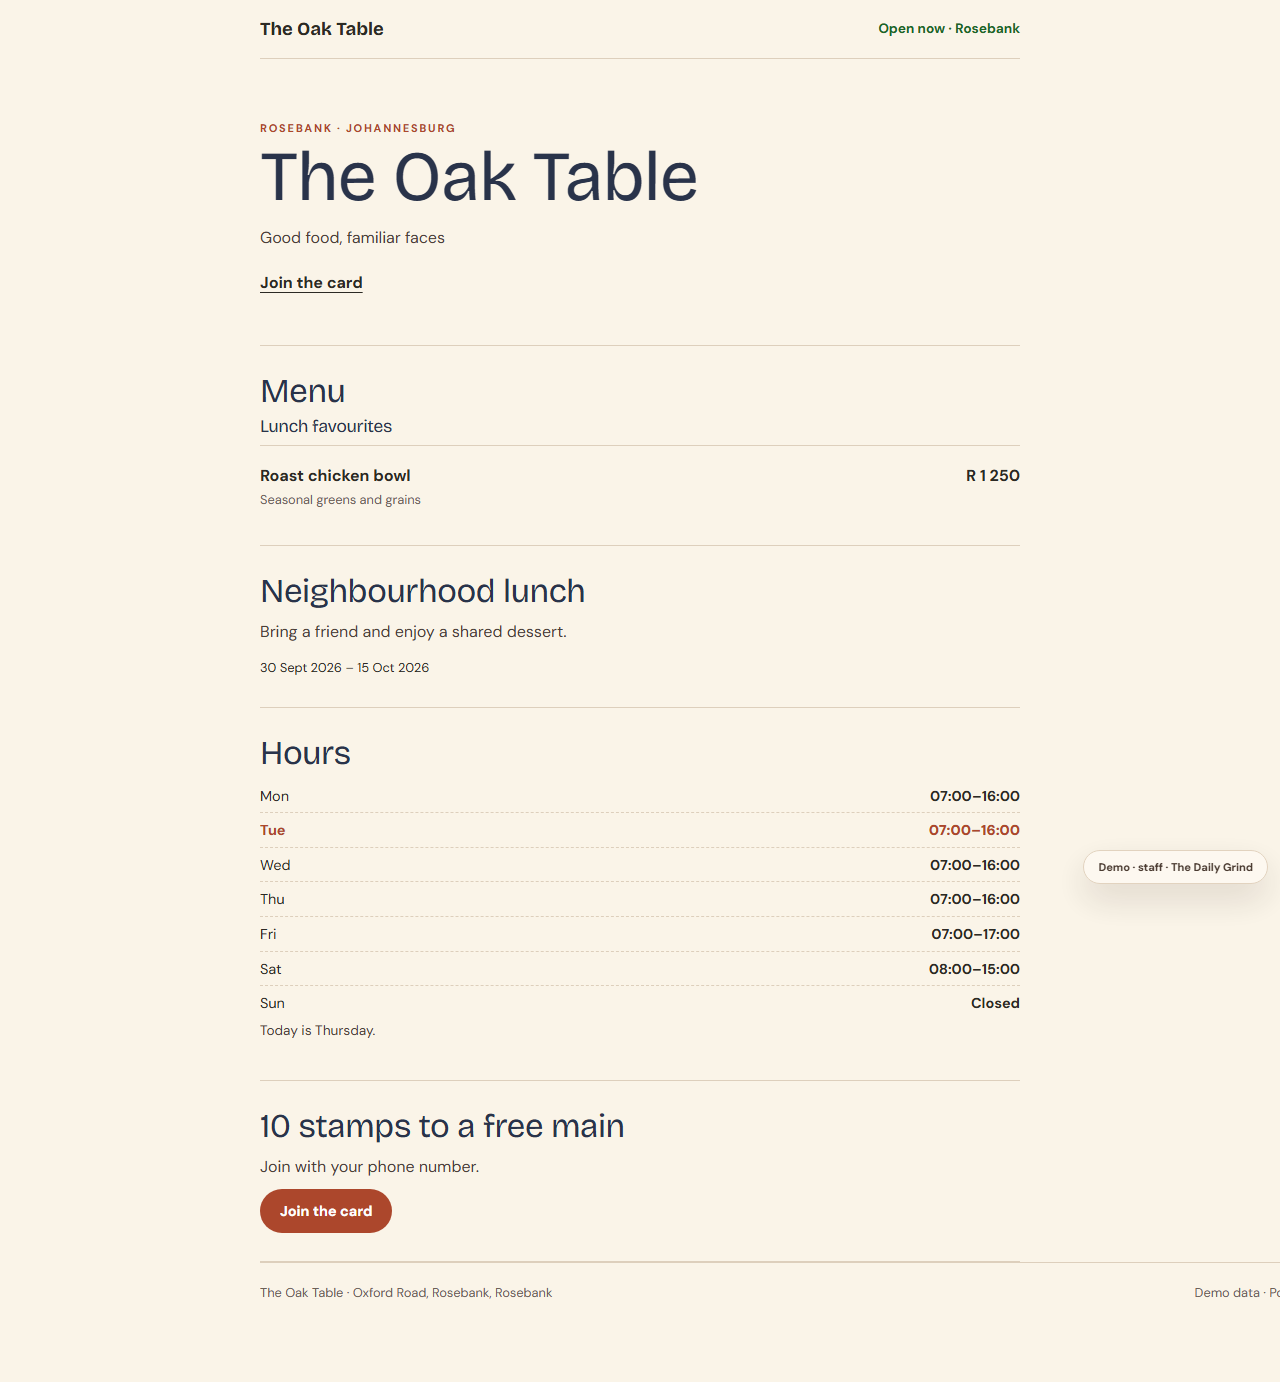 The Oak Table
Open now · Rosebank
ROSEBANK · JOHANNESBURG
The Oak Table
Good food, familiar faces
Join the card
Menu
Lunch favourites
Roast chicken bowl
R 1 250
Seasonal greens and grains
Neighbourhood lunch
Bring a friend and enjoy a shared dessert.
30 Sept 2026 – 15 Oct 2026
Hours
Mon 07:00–16:00
Tue 07:00–16:00
Wed 07:00–16:00
Demo · staff · The Daily Grind
Thu 07:00–16:00
Fri 07:00–17:00
Sat 08:00–15:00
Sun Closed
Today is Thursday.
10 stamps to a free main
Join with your phone number.
Join the card
The Oak Table · Oxford Road, Rosebank, Rosebank
Demo data ·